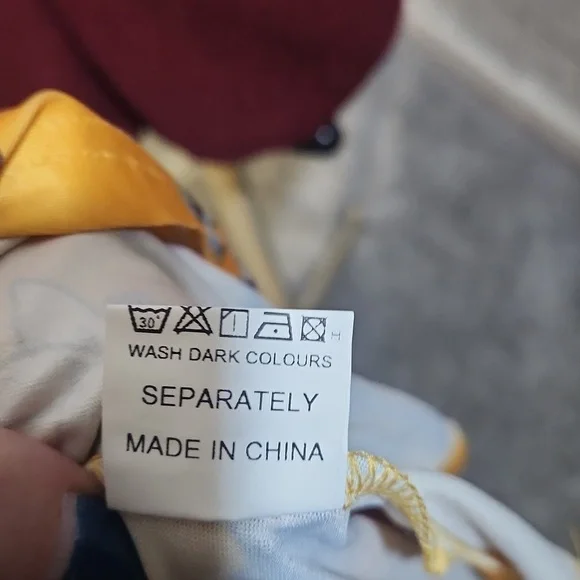 30°
WASH DARK COLOURS
SEPARATELY
MADE IN CHINA